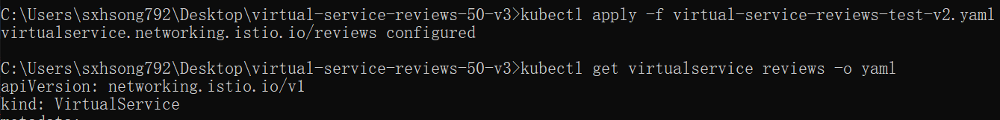 C:\Users\sxhsong792\Desktop\virtual-service-reviews-50-v3>kubectl apply -f virtual-service-reviews-test-v2.yaml
virtualservice.networking.istio.io/reviews configured
C:\Users\sxhsong792\Desktop\virtual-service-reviews-50-v3>kubectl get virtualservice reviews -o yaml
apiVersion: networking.istio.io/v1
kind: VirtualService